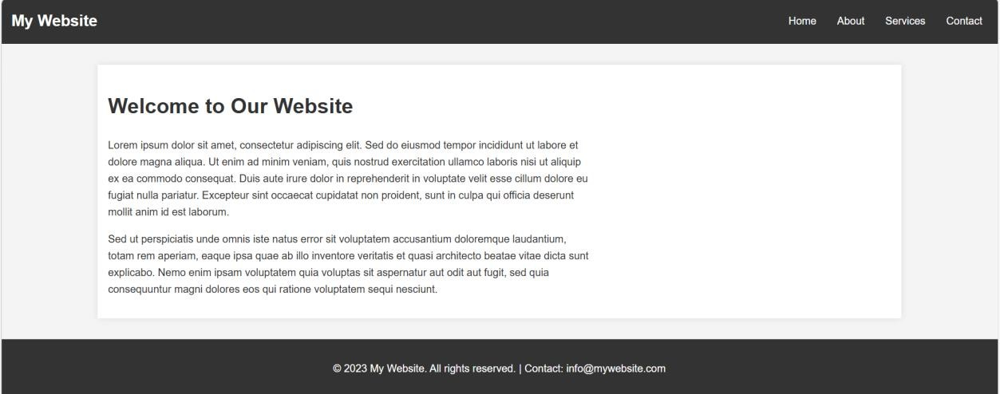 My Website
Home About Services Contact
Welcome to Our Website
Lorem ipsum dolor sit amet, consectetur adipiscing elit. Sed do eiusmod tempor incididunt ut labore et
dolore magna aliqua. Ut enim ad minim veniam, quis nostrud exercitation ullamco laboris nisi ut aliquip
ex ea commodo consequat. Duis aute irure dolor in reprehenderit in voluptate velit esse cillum dolore eu
fugiat nulla pariatur. Excepteur sint occaecat cupidatat non proident, sunt in culpa qui officia deserunt
mollit anim id est laborum.
Sed ut perspiciatis unde omnis iste natus error sit voluptatem accusantium doloremque laudantium,
totam rem aperiam, eaque ipsa quae ab illo inventore veritatis et quasi architecto beatae vitae dicta sunt
explicabo. Nemo enim ipsam voluptatem quia voluptas sit aspernatur aut odit aut fugit, sed quia
consequuntur magni dolores eos qui ratione voluptatem sequi nesciunt.
© 2023 My Website. All rights reserved. | Contact: info@mywebsite.com